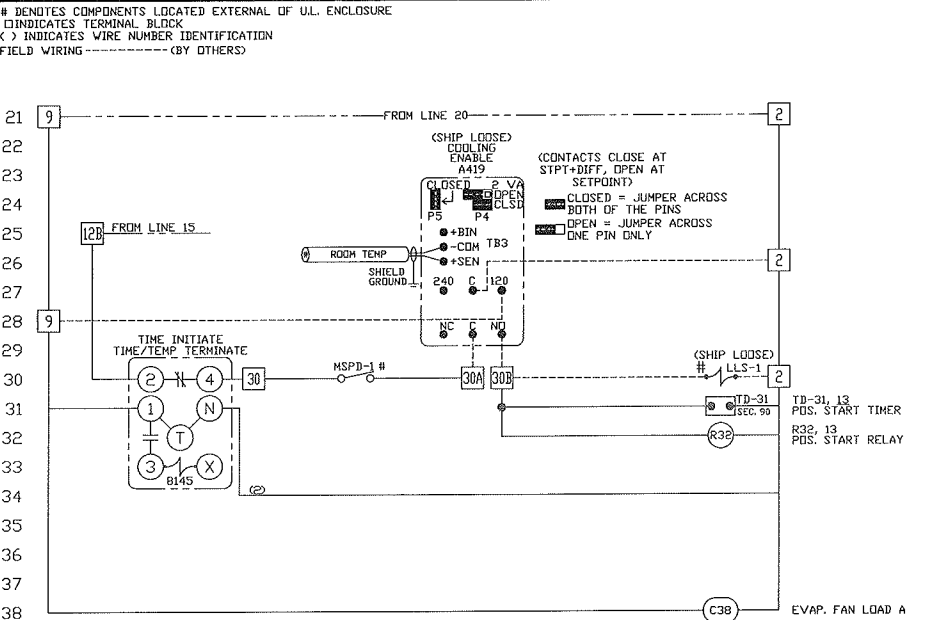 # DENOTES COMPONENTS LOCATED EXTERNAL OF U.L. ENCLOSURE
□INDICATES TERMINAL BLOCK
( ) INDICATES WIRE NUMBER IDENTIFICATION
FIELD WIRING-----------(BY OTHERS)
21
9
FROM LINE 20
2
22
(SHIP LOOSE)
COOLING
ENABLE
A419
(CONTACTS CLOSE AT
STPT+DIFF, OPEN AT
SETPOINT)
23
CLOSED
2 VA
OPEN
CLSD
24
P5
P4
CLOSED = JUMPER ACROSS
BOTH OF THE PINS
OPEN = JUMPER ACROSS
ONE PIN ONLY
25
12B
FROM LINE 15
+BIN
-COM
TB3
+SEN
26
ROOM TEMP
2
SHIELD
GROUND
27
240
C
120
28
9
NC
C
NO
29
TIME INITIATE
TIME/TEMP TERMINATE
(SHIP LOOSE)
30
2
4
30
MSPD-1 #
30A
30B
#
LLS-1
2
31
1
N
TD-31
SEC. 90
TD-31, 13
POS. START TIMER
32
T
R32
R32, 13
POS. START RELAY
33
3
X
B145
34
(2)
35
36
37
38
C38
EVAP. FAN LOAD A